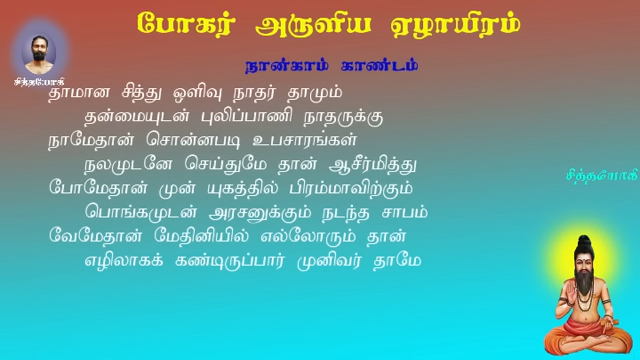 போகர் அருளிய ஏழாயிரம்
சித்தயோகி
நான்காம் காண்டம்
தாமான சித்து ஒளிவு நாதர் தாமும்
தன்மையுடன் புலிப்பாணி நாதருக்கு
நாமேதான் சொன்னபடி உபசாரங்கள்
நலமுடனே செய்துமே தான் ஆசீர்மித்து
போமேதான் முன் யுகத்தில் பிரம்மாவிற்கும்
பொங்கமுடன் அரசனுக்கும் நடந்த சாபம்
வேமேதான் மேதினியில் எல்லோரும் தான்
எழிலாகக் கண்டிருப்பார் முனிவர் தாமே
சித்தயோகி